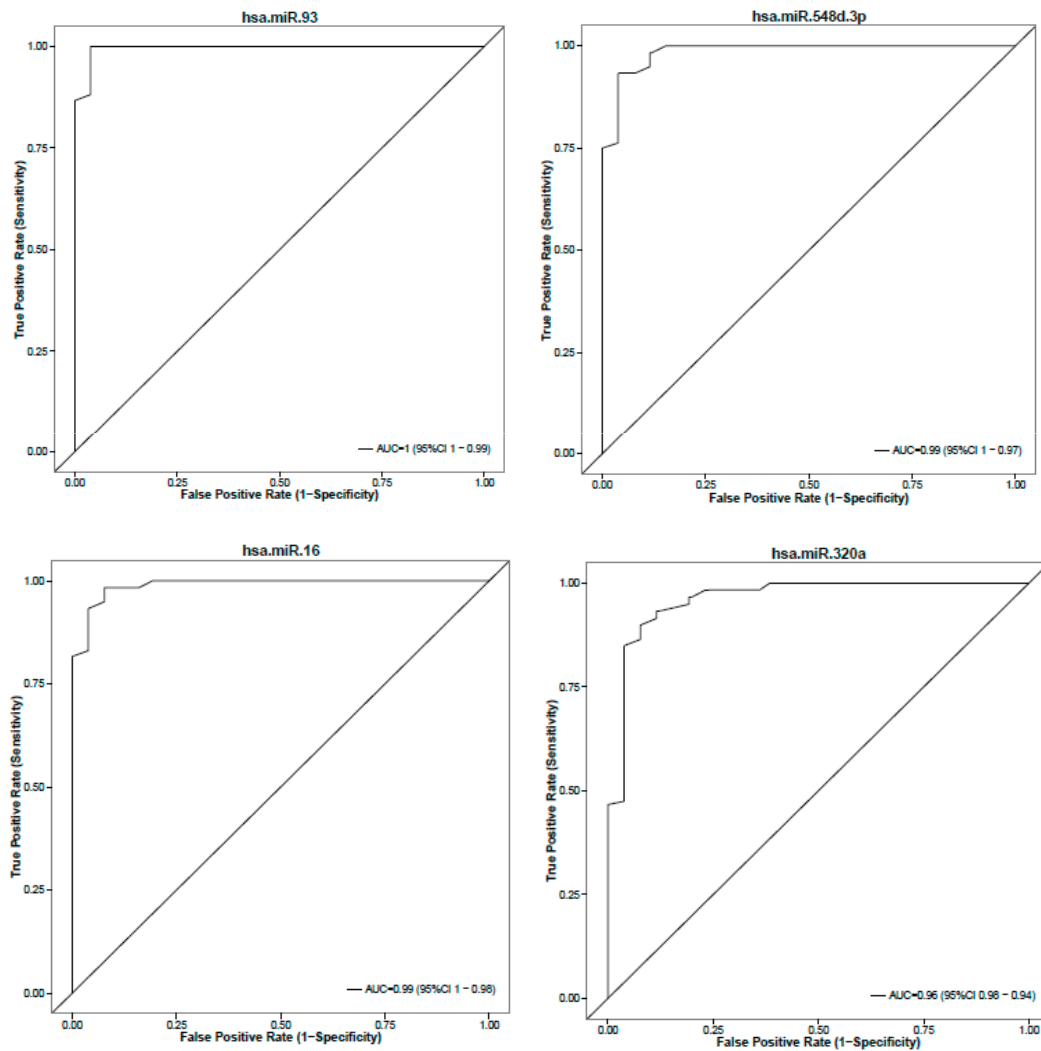 hsa.miR.93
True Positive Rate (Sensitivity)
1.00
0.75
0.50
0.25
0.00
AUC=1 (95%CI 1 − 0.99)
0.00 0.25 0.50 0.75 1.00
False Positive Rate (1−Specificity)
hsa.miR.548d.3p
True Positive Rate (Sensitivity)
1.00
0.75
0.50
0.25
0.00
AUC=0.99 (95%CI 1 − 0.97)
0.00 0.25 0.50 0.75 1.00
False Positive Rate (1−Specificity)
hsa.miR.16
True Positive Rate (Sensitivity)
1.00
0.75
0.50
0.25
0.00
AUC=0.99 (95%CI 1 − 0.98)
0.00 0.25 0.50 0.75 1.00
False Positive Rate (1−Specificity)
hsa.miR.320a
True Positive Rate (Sensitivity)
1.00
0.75
0.50
0.25
0.00
AUC=0.96 (95%CI 0.98 − 0.94)
0.00 0.25 0.50 0.75 1.00
False Positive Rate (1−Specificity)